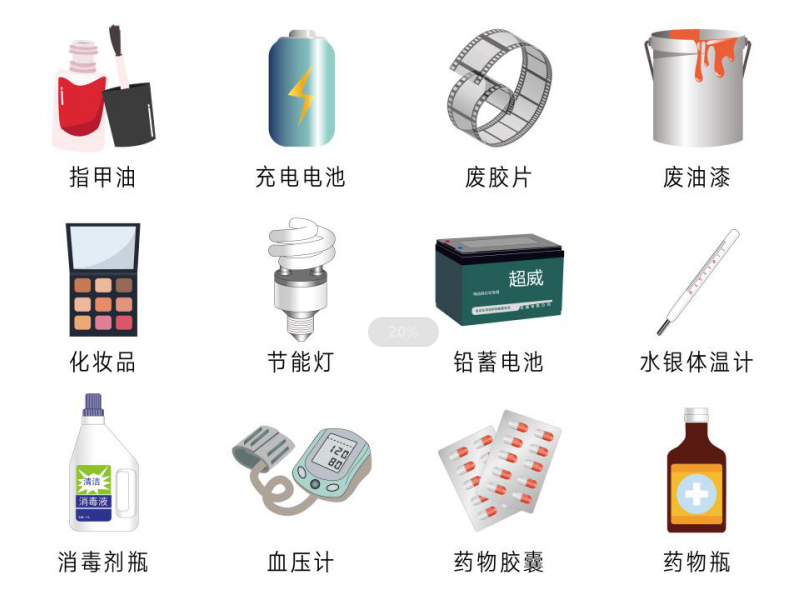 指甲油
充电电池
废胶片
废油漆
超威
20%
化妆品
节能灯
铅蓄电池
水银体温计
清洁
消毒液
120
80
消毒剂瓶
血压计
药物胶囊
药物瓶